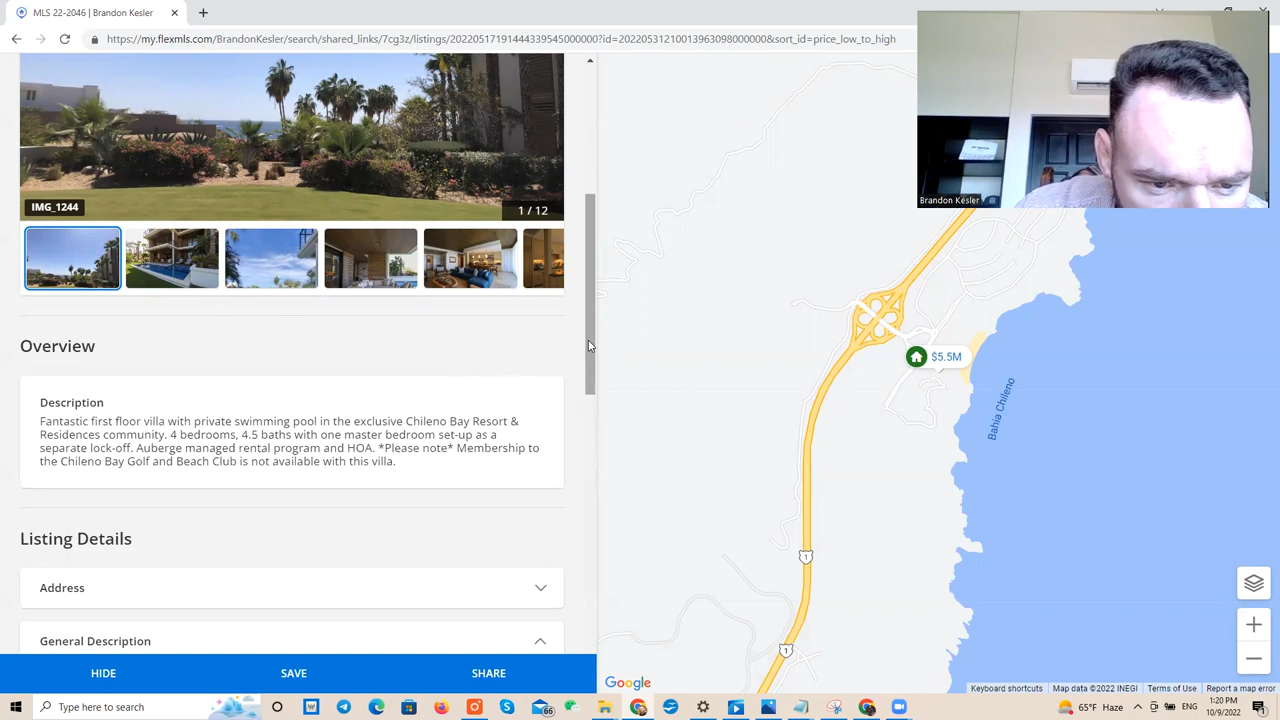 MLS 22-2046 | Brandon Kesler
https://my.flexmls.com/BrandonKesler/search/shared_links/7cg3z/listings/20220517191444339545000000?id=20220531210013963098000000&sort_id=price_low_to_high
Brandon Kesler
IMG_1244
1 / 12
Overview
Description
Fantastic first floor villa with private swimming pool in the exclusive Chileno Bay Resort &
Residences community. 4 bedrooms, 4.5 baths with one master bedroom set-up as a
separate lock-off. Auberge managed rental program and HOA. *Please note* Membership to
the Chileno Bay Golf and Beach Club is not available with this villa.
Listing Details
Address
General Description
HIDE
SAVE
SHARE
$5.5M
Bahia Chileno
1
1
Google
Keyboard shortcuts
Map data ©2022 INEGI
Terms of Use
Report a map error
Type here to search
66
65°F Haze
ENG
1:20 PM
10/9/2022